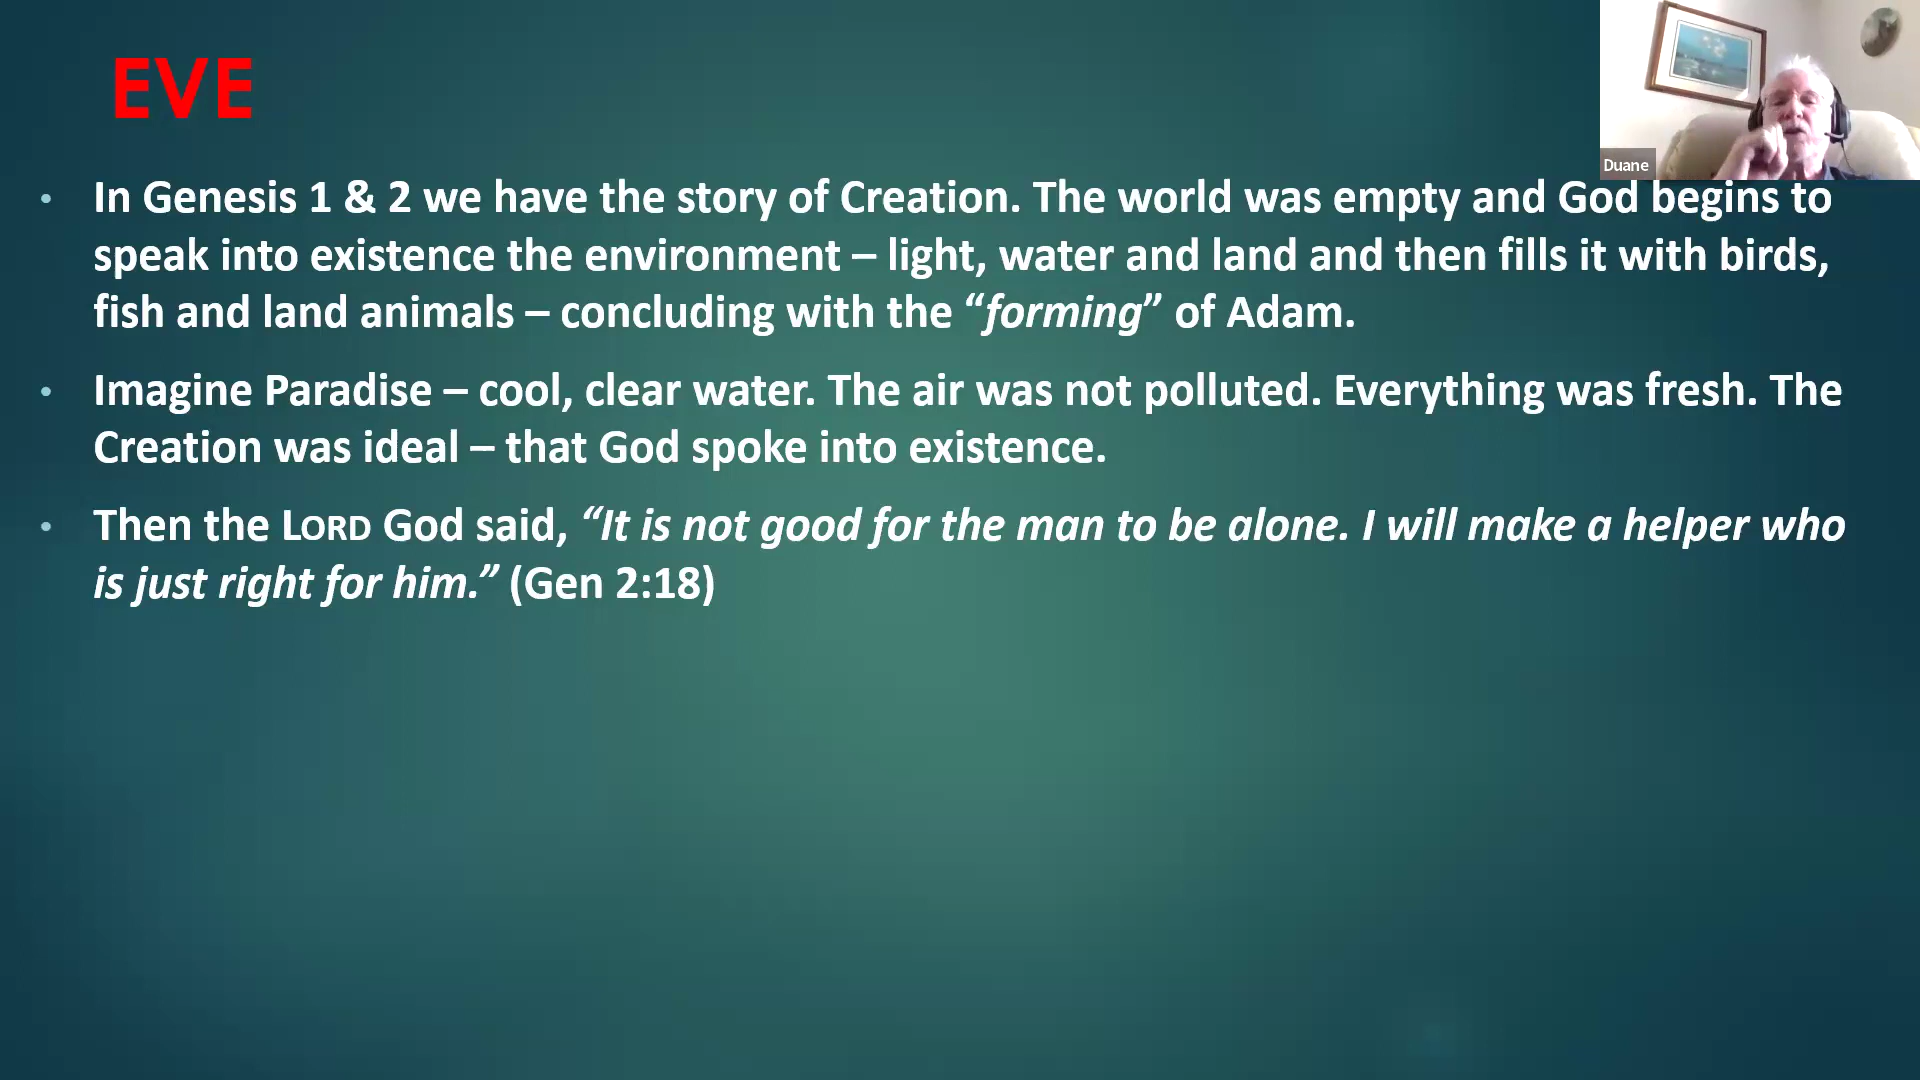 EVE
Duane
• In Genesis 1 & 2 we have the story of Creation. The world was empty and God begins to
speak into existence the environment – light, water and land and then fills it with birds,
fish and land animals – concluding with the “forming” of Adam.
• Imagine Paradise – cool, clear water. The air was not polluted. Everything was fresh. The
Creation was ideal – that God spoke into existence.
• Then the LORD God said, “It is not good for the man to be alone. I will make a helper who
is just right for him.” (Gen 2:18)